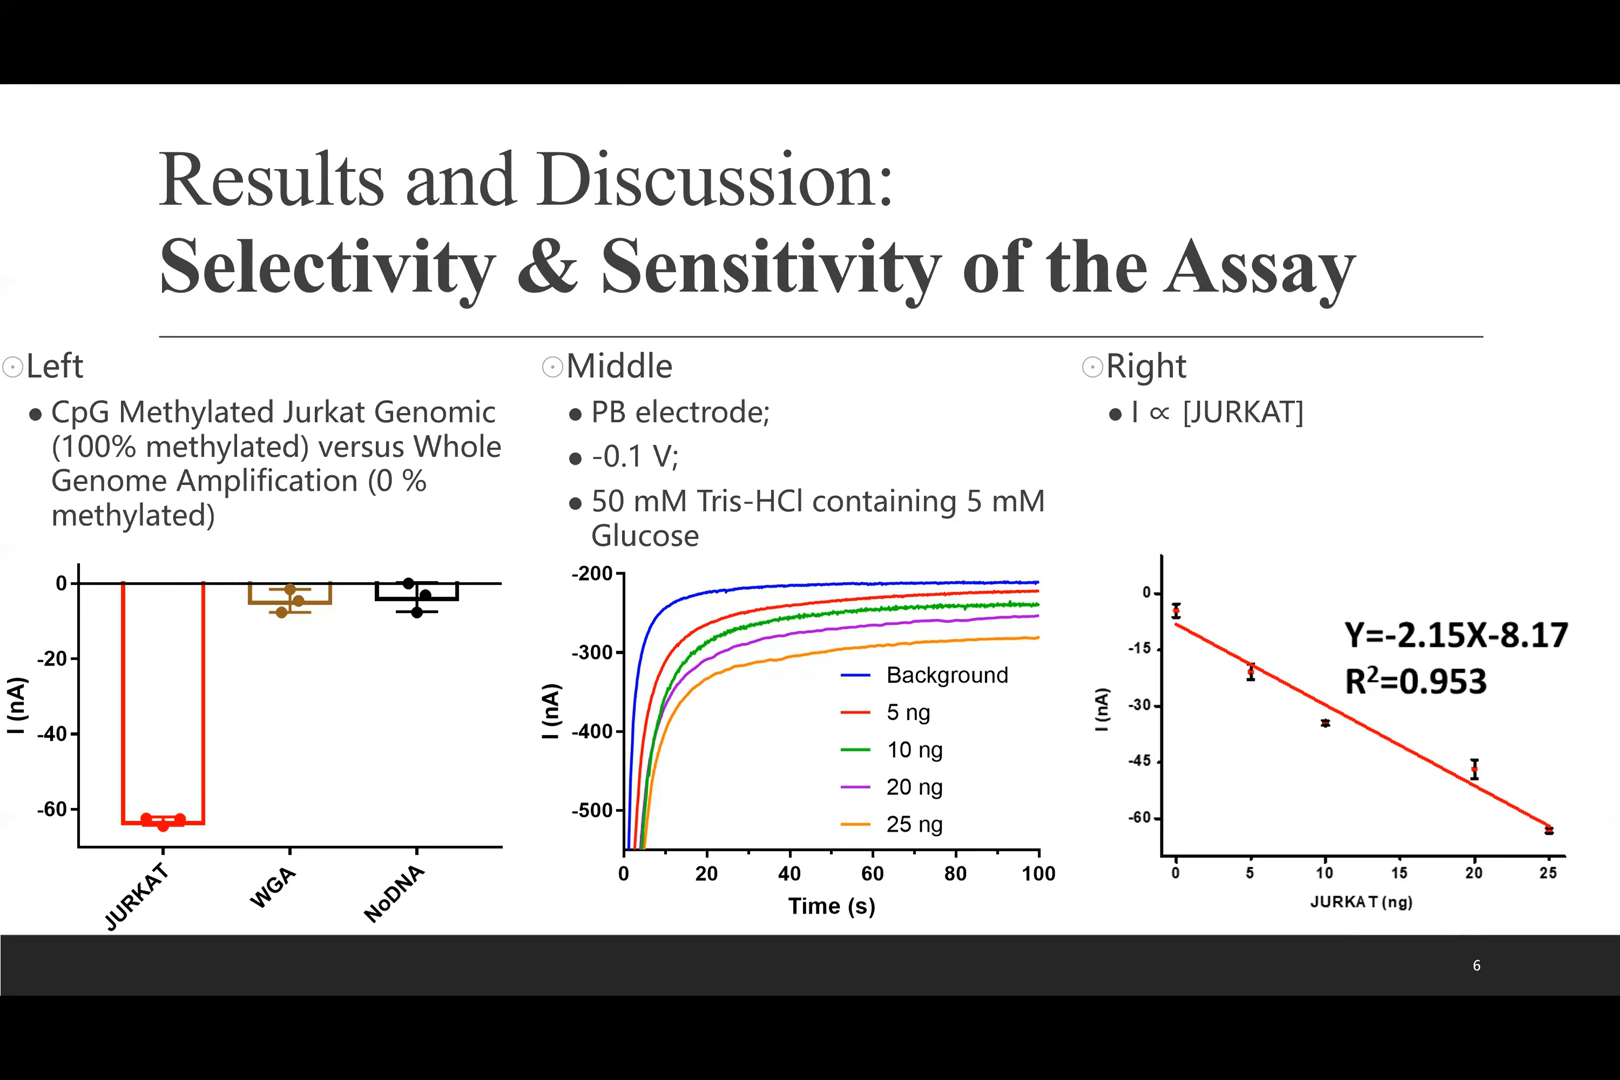 Results and Discussion:
Selectivity & Sensitivity of the Assay
Left
CpG Methylated Jurkat Genomic
(100% methylated) versus Whole
Genome Amplification (0 %
methylated)
Middle
PB electrode;
-0.1 V;
50 mM Tris-HCl containing 5 mM
Glucose
Right
I ∝ [JURKAT]
0
-20
-40
-60
I (nA)
JURKAT
WGA
NoDNA
-200
-300
-400
-500
I (nA)
Background
5 ng
10 ng
20 ng
25 ng
0 20 40 60 80 100
Time (s)
0
-15
-30
-45
-60
I (nA)
Y=-2.15X-8.17
R²=0.953
0 5 10 15 20 25
JURKAT (ng)
6